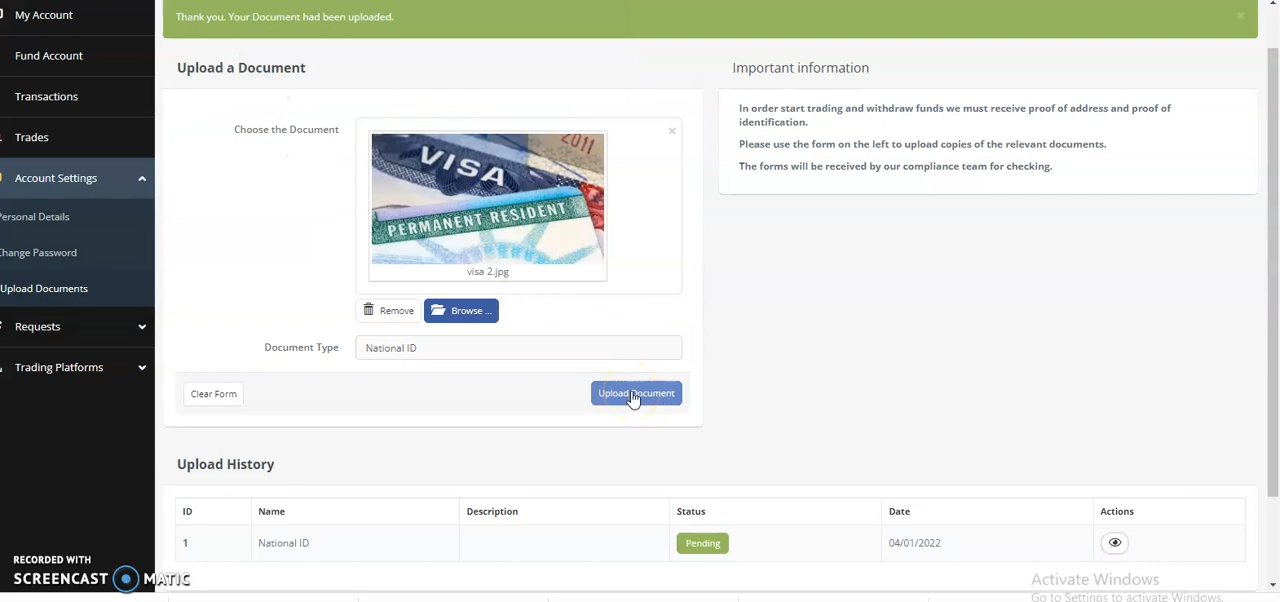 My Account
Fund Account
Transactions
Trades
Account Settings
Personal Details
Change Password
Upload Documents
Requests
Trading Platforms
RECORDED WITH
SCREENCAST MATIC
Thank you. Your Document had been uploaded.
Upload a Document
Choose the Document
2011
VISA
PERMANENT RESIDENT
visa 2.jpg
Remove
Browse ...
Document Type
National ID
Clear Form
Upload Document
Important information
In order start trading and withdraw funds we must receive proof of address and proof of
identification.
Please use the form on the left to upload copies of the relevant documents.
The forms will be received by our compliance team for checking.
Upload History
ID Name Description Status Date Actions
1 National ID Pending 04/01/2022
Activate Windows
Go to Settings to activate Windows.